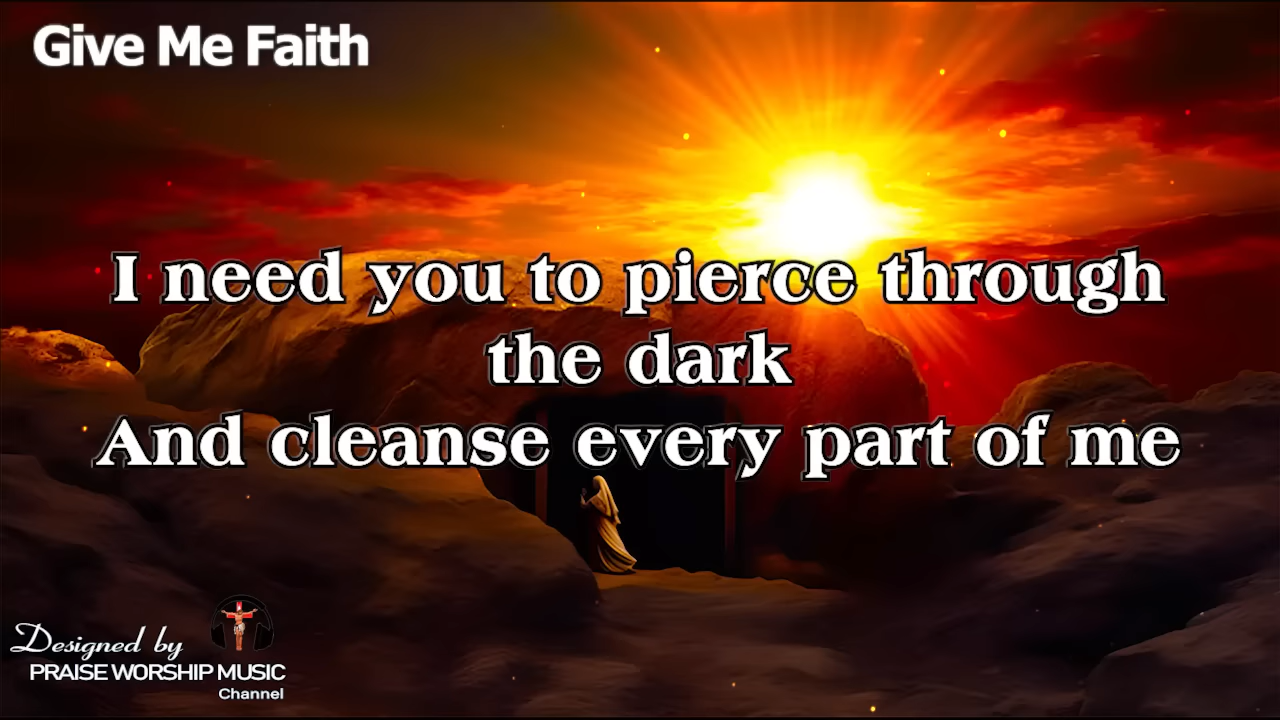 Give Me Faith
I need you to pierce through
the dark
And cleanse every part of me
Designed by
PRAISE WORSHIP MUSIC
Channel